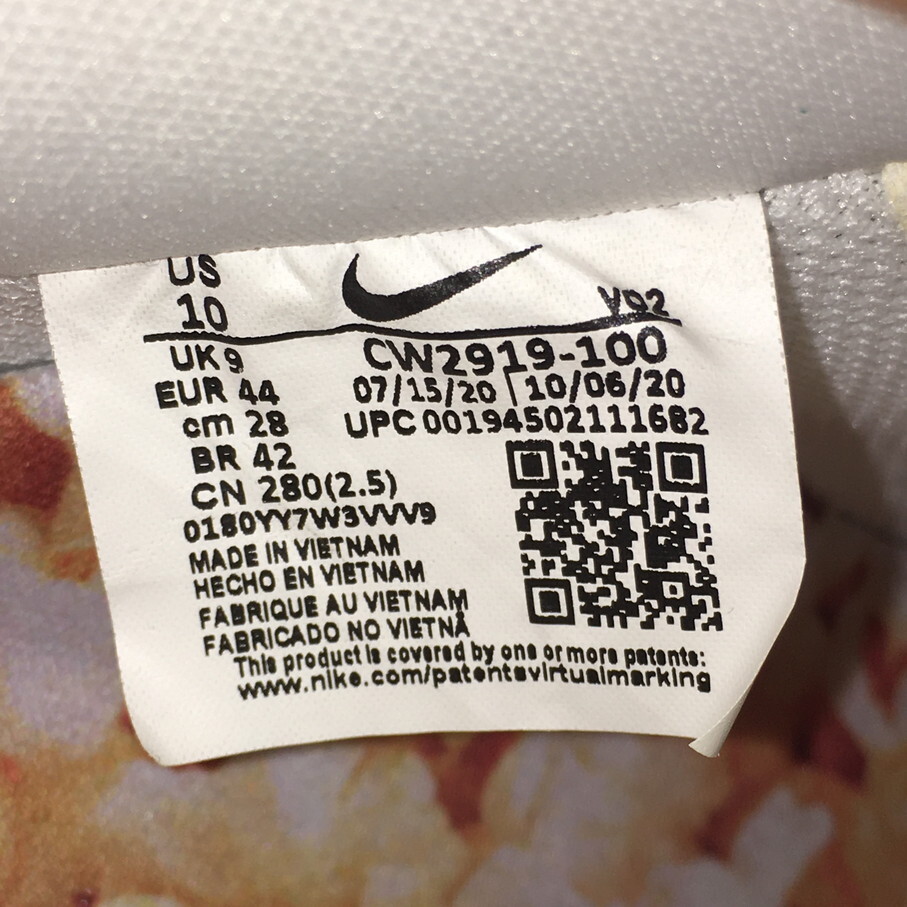 US
10
V92
UK 9
CW2919-100
EUR 44
07/15/20 10/06/20
cm 28
UPC 00194502111682
BR 42
CN 280(2.5)
0180YY7W3VVV9
MADE IN VIETNAM
HECHO EN VIETNAM
FABRIQUE AU VIETNAM
FABRICADO NO VIETNÃ
This product is covered by one or more patents:
www.nike.com/patentsvirtualmarking